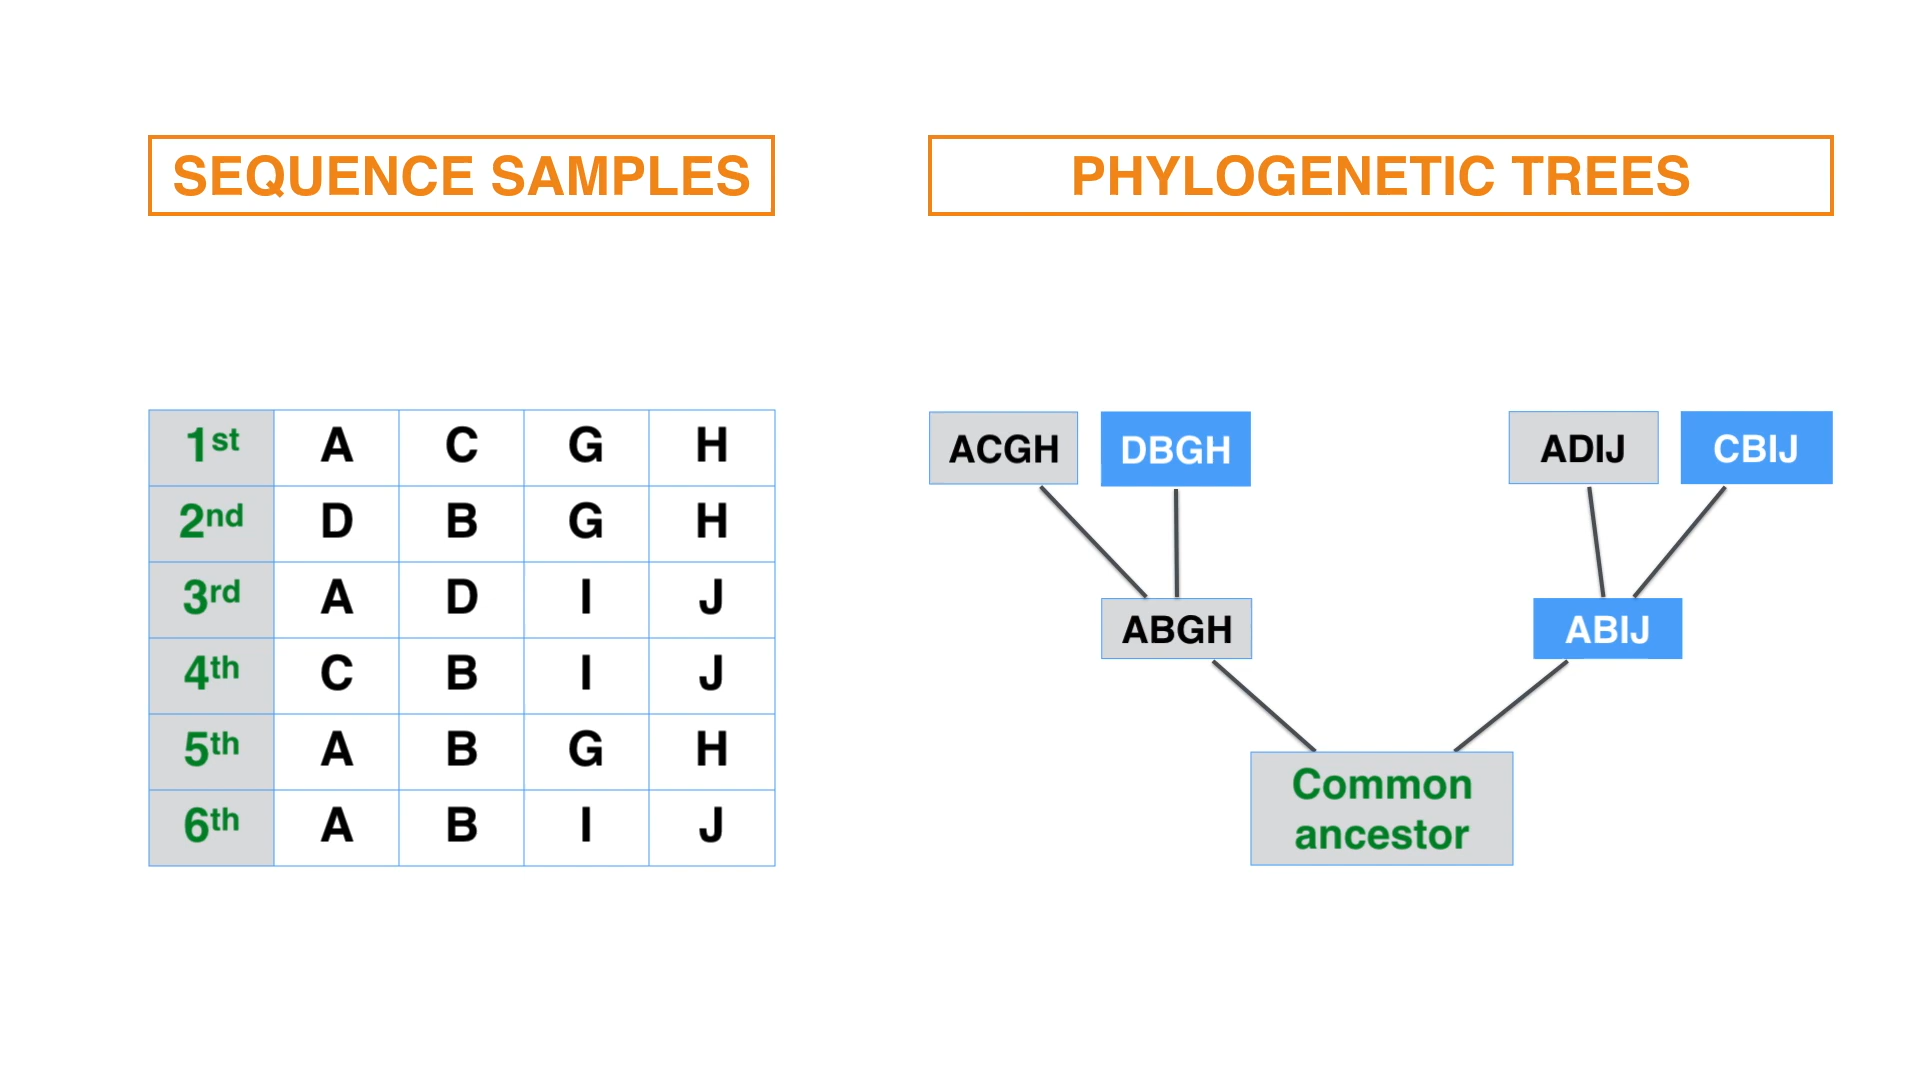 SEQUENCE SAMPLES
1st A C G H
2nd D B G H
3rd A D I J
4th C B I J
5th A B G H
6th A B I J
PHYLOGENETIC TREES
ACGH DBGH ADIJ CBIJ
ABGH ABIJ
Common
ancestor